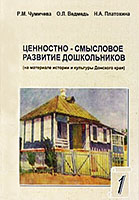 Р.М. Чумичева О.Л. Ведмедь Н.А. Платохина
ЦЕННОСТНО - СМЫСЛОВОЕ
РАЗВИТИЕ ДОШКОЛЬНИКОВ
(на материале истории и культуры Донского края)
1